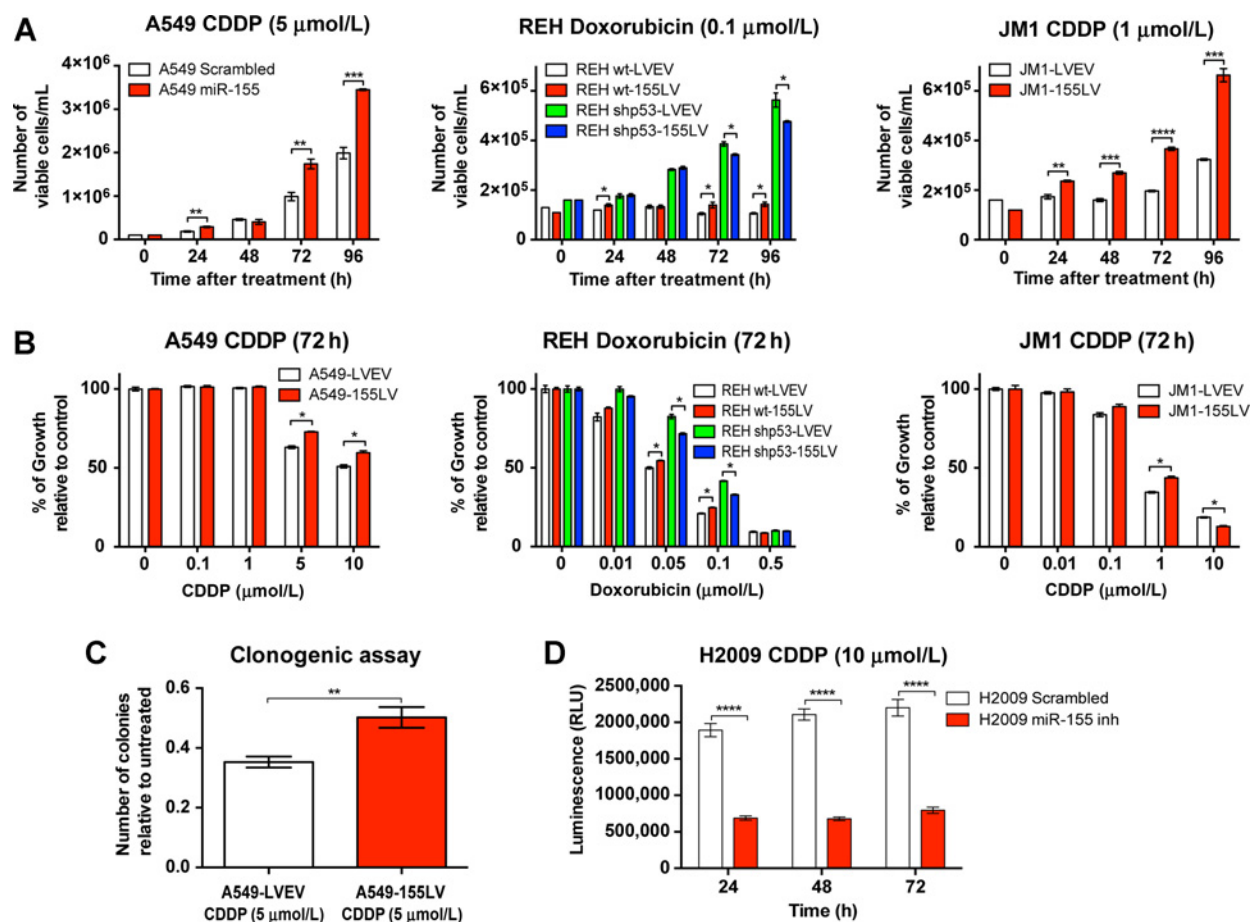 A
A549 CDDP (5 μmol/L)
Number of
viable cells/mL
4×10⁶
3×10⁶
2×10⁶
1×10⁶
0
A549 Scrambled
A549 miR-155
**
**
***
0 24 48 72 96
Time after treatment (h)
REH Doxorubicin (0.1 μmol/L)
Number of
viable cells/mL
6×10⁵
4×10⁵
2×10⁵
0
REH wt-LVEV
REH wt-155LV
REH shp53-LVEV
REH shp53-155LV
*
*
*
*
*
0 24 48 72 96
Time after treatment (h)
JM1 CDDP (1 μmol/L)
Number of
viable cells/mL
6×10⁵
4×10⁵
2×10⁵
0
JM1-LVEV
JM1-155LV
**
***
****
***
0 24 48 72 96
Time after treatment (h)
B
A549 CDDP (72 h)
% of Growth
relative to control
100
50
0
A549-LVEV
A549-155LV
*
*
0 0.1 1 5 10
CDDP (μmol/L)
REH Doxorubicin (72 h)
% of Growth
relative to control
100
50
0
REH wt-LVEV
REH wt-155LV
REH shp53-LVEV
REH shp53-155LV
*
*
*
*
0 0.01 0.05 0.1 0.5
Doxorubicin (μmol/L)
JM1 CDDP (72 h)
% of Growth
relative to control
100
50
0
JM1-LVEV
JM1-155LV
*
*
0 0.01 0.1 1 10
CDDP (μmol/L)
C
Clonogenic assay
Number of colonies
relative to untreated
0.6
0.4
0.2
0.0
**
A549-LVEV
CDDP (5 μmol/L)
A549-155LV
CDDP (5 μmol/L)
D
H2009 CDDP (10 μmol/L)
Luminescence (RLU)
2500,000
2000,000
1500,000
1000,000
500,000
0
H2009 Scrambled
H2009 miR-155 inh
****
****
****
24 48 72
Time (h)